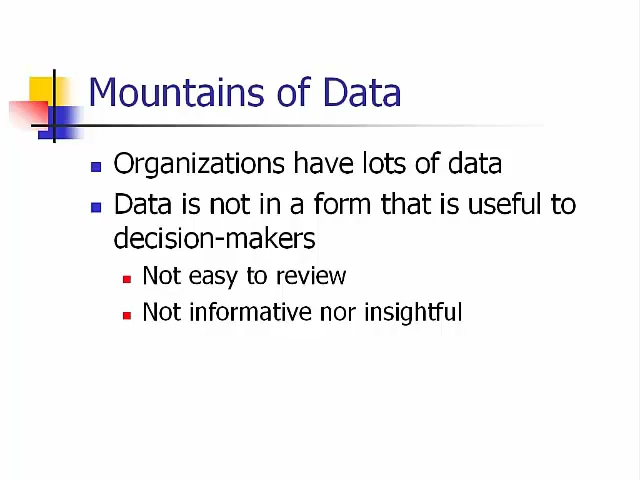 Mountains of Data
Organizations have lots of data
Data is not in a form that is useful to
decision-makers
Not easy to review
Not informative nor insightful